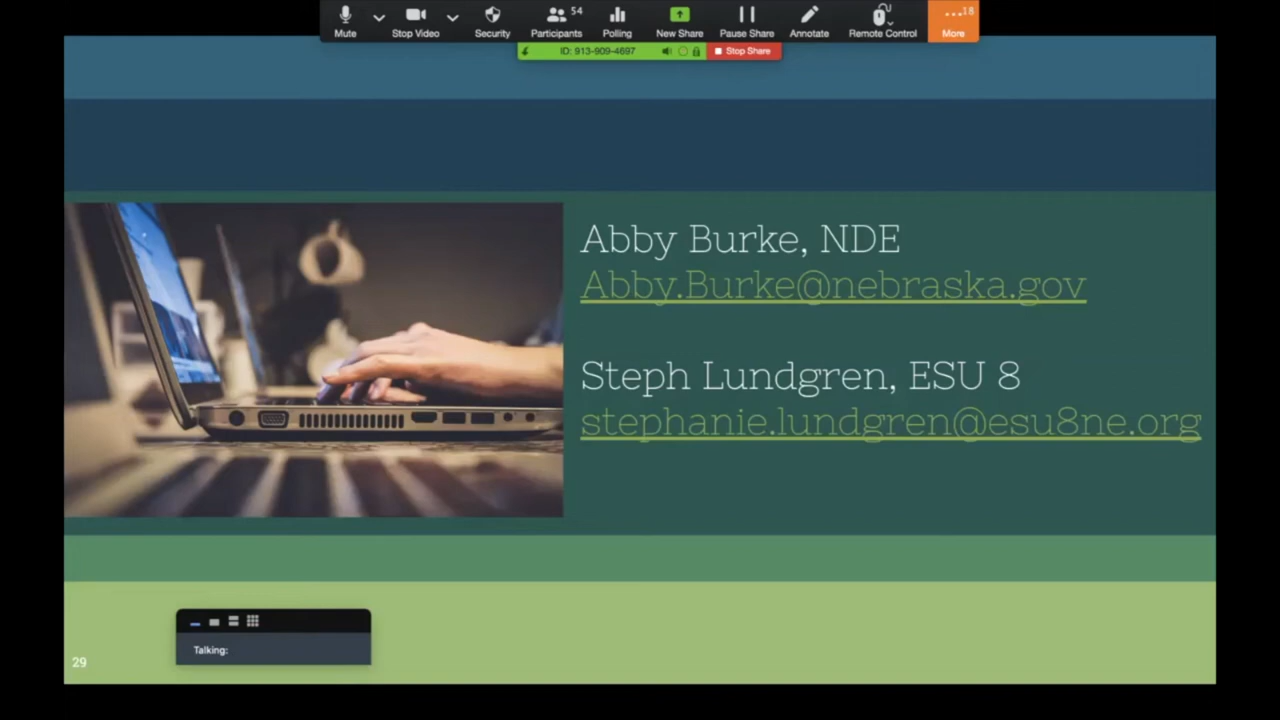 54
18
Mute
Stop Video
Security
Participants
Polling
New Share
Pause Share
Annotate
Remote Control
More
ID: 913-909-4697
Stop Share
Abby Burke, NDE
Abby.Burke@nebraska.gov
Steph Lundgren, ESU 8
stephanie.lundgren@esu8ne.org
Talking:
29